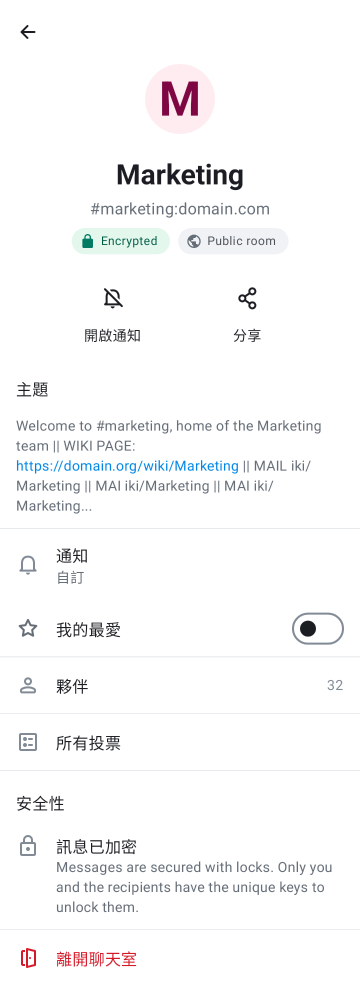 M
Marketing
#marketing:domain.com
Encrypted
Public room
開啟通知
分享
主題
Welcome to #marketing, home of the Marketing
team || WIKI PAGE:
https://domain.org/wiki/Marketing || MAIL iki/
Marketing || MAI iki/Marketing || MAI iki/
Marketing...
通知
自訂
我的最愛
夥伴
32
所有投票
安全性
訊息已加密
Messages are secured with locks. Only you
and the recipients have the unique keys to
unlock them.
離開聊天室